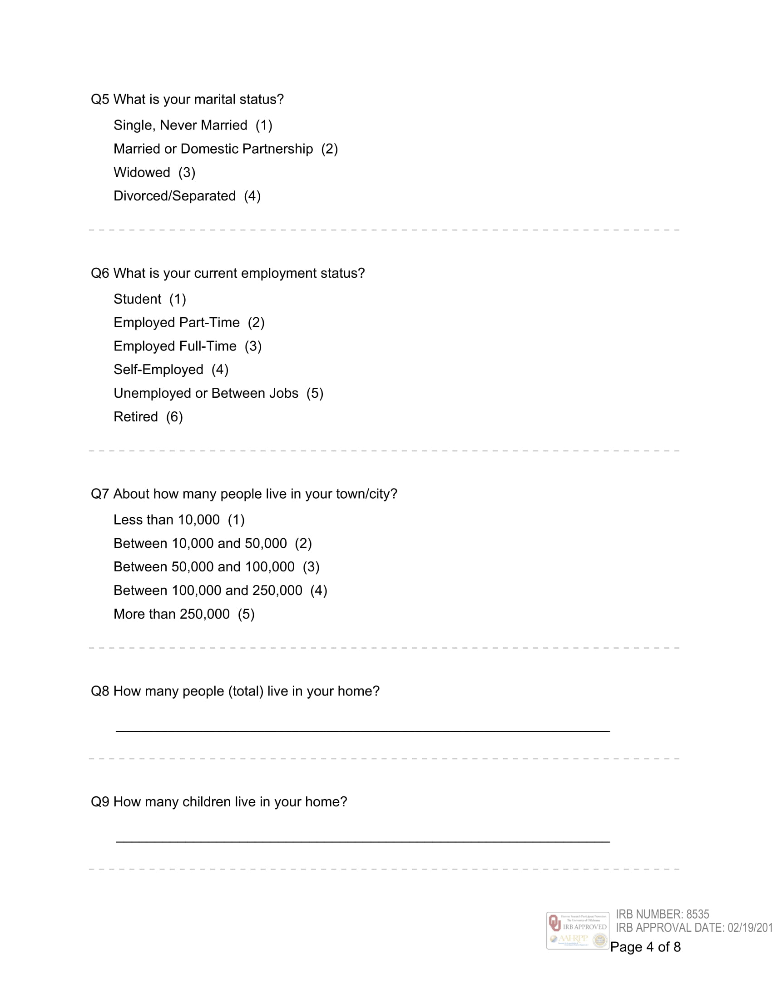 Q5 What is your marital status?
Single, Never Married (1)
Married or Domestic Partnership (2)
Widowed (3)
Divorced/Separated (4)
Q6 What is your current employment status?
Student (1)
Employed Part-Time (2)
Employed Full-Time (3)
Self-Employed (4)
Unemployed or Between Jobs (5)
Retired (6)
Q7 About how many people live in your town/city?
Less than 10,000 (1)
Between 10,000 and 50,000 (2)
Between 50,000 and 100,000 (3)
Between 100,000 and 250,000 (4)
More than 250,000 (5)
Q8 How many people (total) live in your home?
Q9 How many children live in your home?
Human Research Participant Protection
The University of Oklahoma
IRB APPROVED
AAHRPP
IRB NUMBER: 8535
IRB APPROVAL DATE: 02/19/201
Page 4 of 8